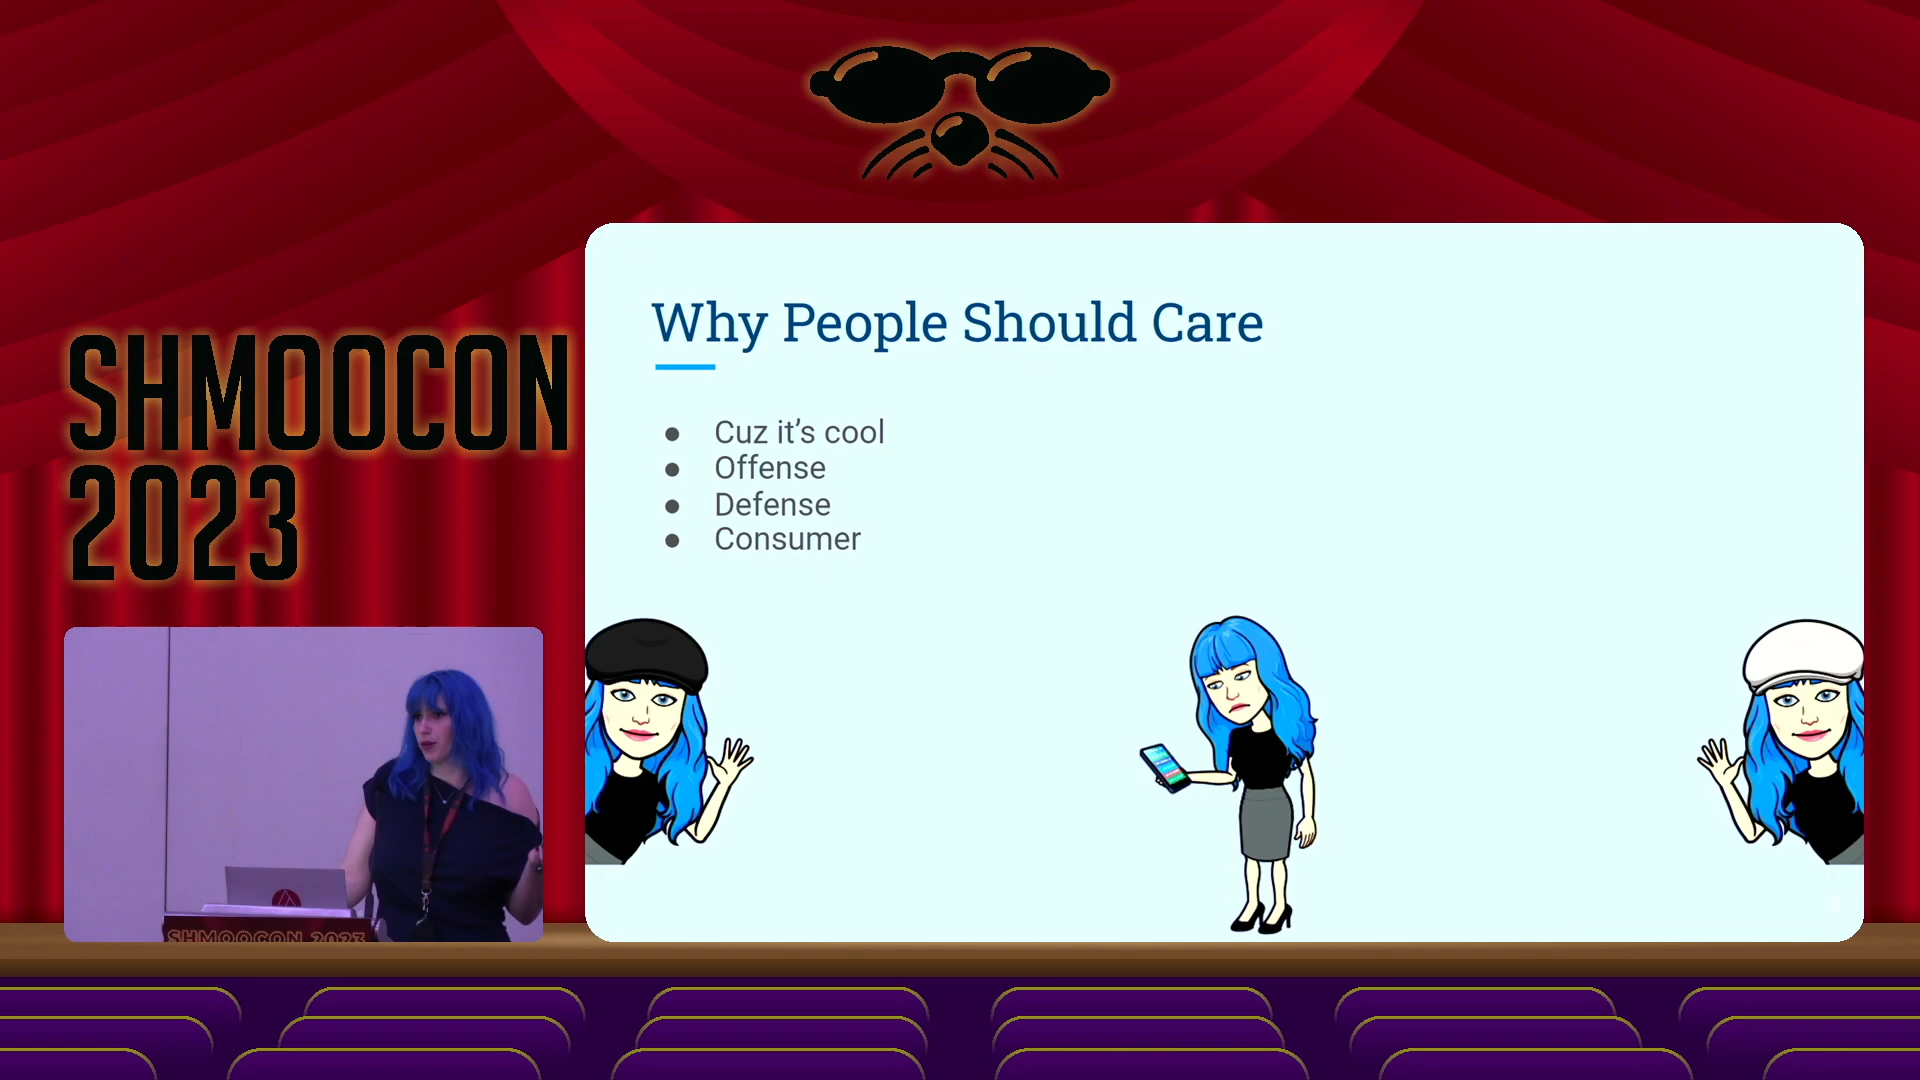 SHMOOCON
2023
Why People Should Care
● Cuz it’s cool
● Offense
● Defense
● Consumer
SHMOOCON 2023